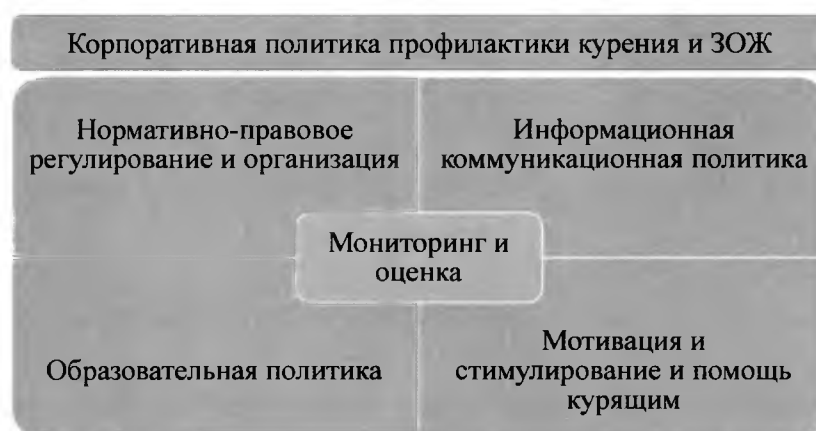 Корпоративная политика профилактики курения и ЗОЖ
Нормативно-правовое
регулирование и организация
Информационная
коммуникационная политика
Мониторинг и
оценка
Образовательная политика
Мотивация и
стимулирование и помощь
курящим